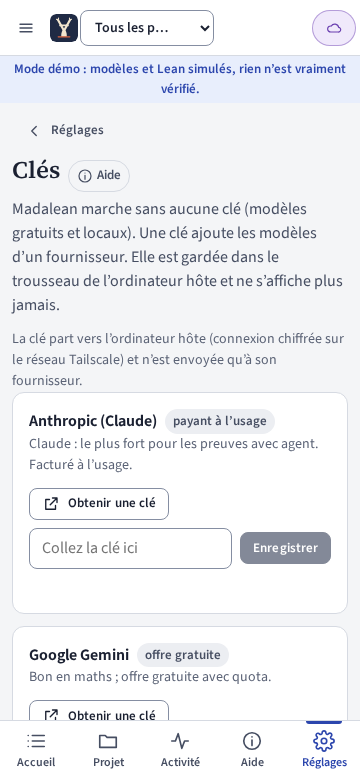 Tous les p…
Mode démo : modèles et Lean simulés, rien n’est vraiment
vérifié.
Réglages
Clés
Aide
Madalean marche sans aucune clé (modèles
gratuits et locaux). Une clé ajoute les modèles
d’un fournisseur. Elle est gardée dans le
trousseau de l’ordinateur hôte et ne s’affiche plus
jamais.
La clé part vers l’ordinateur hôte (connexion chiffrée sur
le réseau Tailscale) et n’est envoyée qu’à son
fournisseur.
Anthropic (Claude) payant à l’usage
Claude : le plus fort pour les preuves avec agent.
Facturé à l’usage.
Obtenir une clé
Collez la clé ici
Enregistrer
Google Gemini offre gratuite
Bon en maths ; offre gratuite avec quota.
Obtenir une clé
Accueil
Projet
Activité
Aide
Réglages